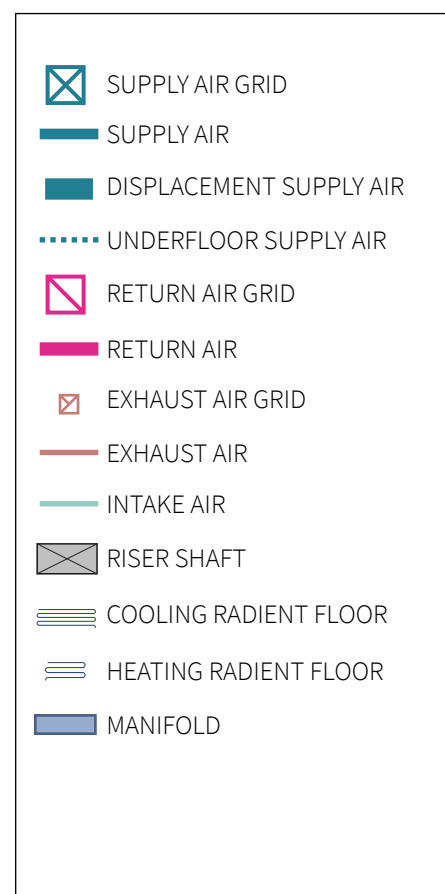 SUPPLY AIR GRID
SUPPLY AIR
DISPLACEMENT SUPPLY AIR
UNDERFLOOR SUPPLY AIR
RETURN AIR GRID
RETURN AIR
EXHAUST AIR GRID
EXHAUST AIR
INTAKE AIR
RISER SHAFT
COOLING RADIENT FLOOR
HEATING RADIENT FLOOR
MANIFOLD